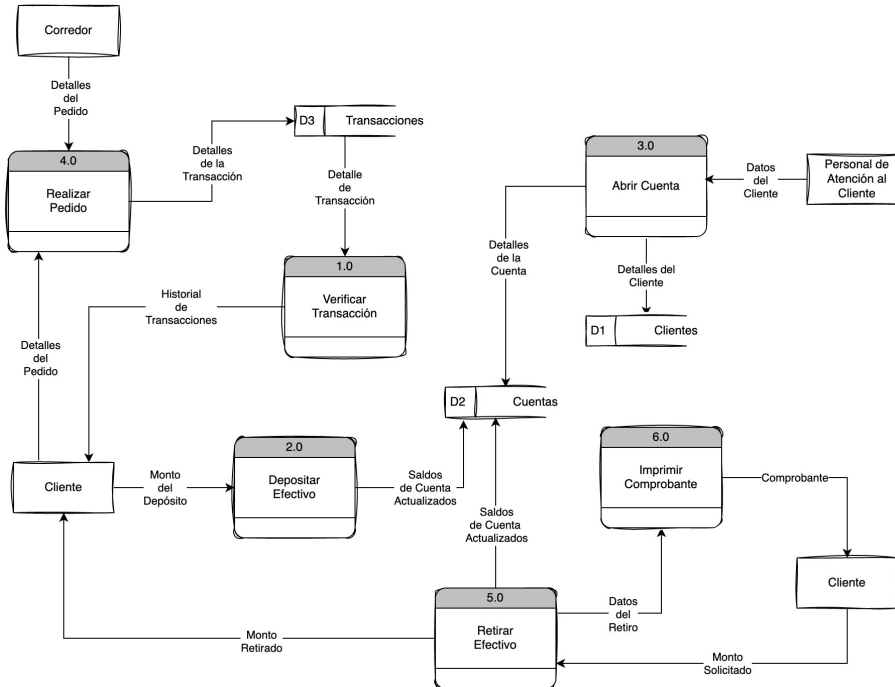 Corredor
Detalles
del
Pedido
4.0
Realizar
Pedido
Detalles
de la
Transacción
D3
Transacciones
Detalle
de
Transacción
3.0
Abrir Cuenta
Datos
del
Cliente
Personal de
Atención al
Cliente
Detalles
de la
Cuenta
Detalles del
Cliente
D1
Clientes
1.0
Verificar
Transacción
Historial
de
Transacciones
Detalles
del
Pedido
D2
Cuentas
Cliente
Monto
del
Depósito
2.0
Depositar
Efectivo
Saldos
de Cuenta
Actualizados
Saldos
de Cuenta
Actualizados
6.0
Imprimir
Comprobante
Comprobante
Cliente
5.0
Retirar
Efectivo
Datos
del
Retiro
Monto
Retirado
Monto
Solicitado